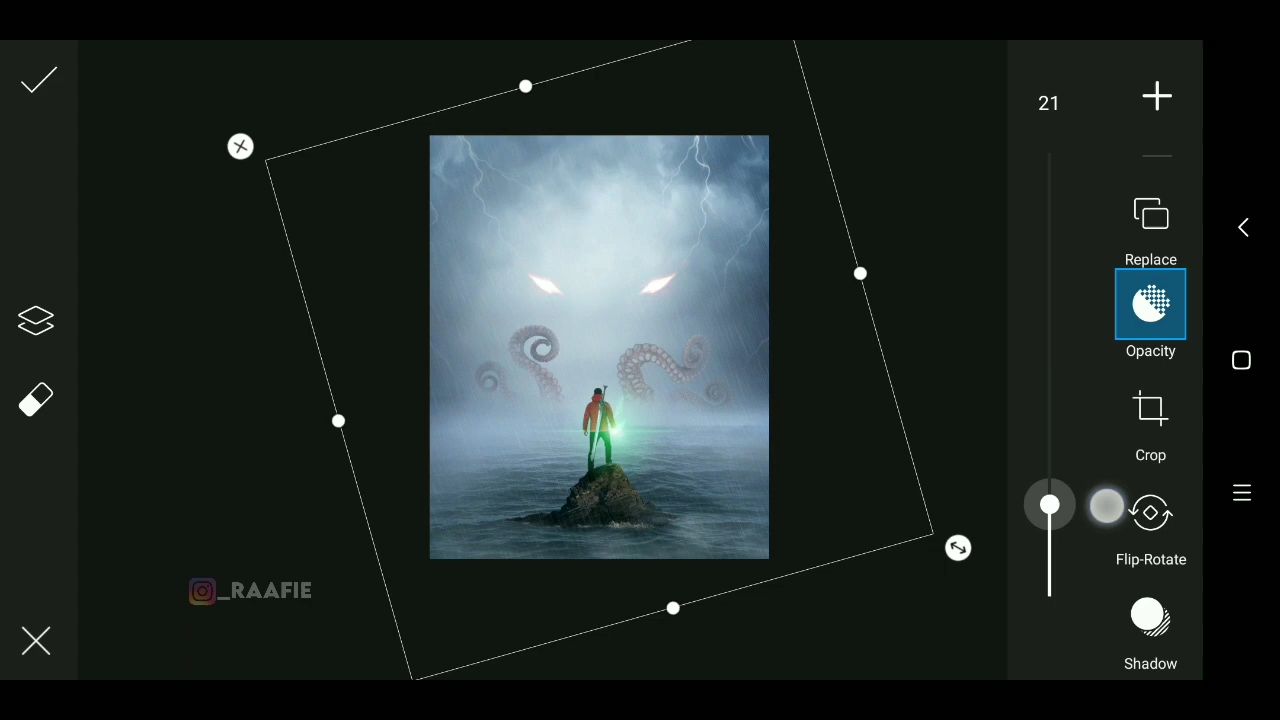 21
Replace
Opacity
Crop
Flip-Rotate
Shadow
_RAAFIE